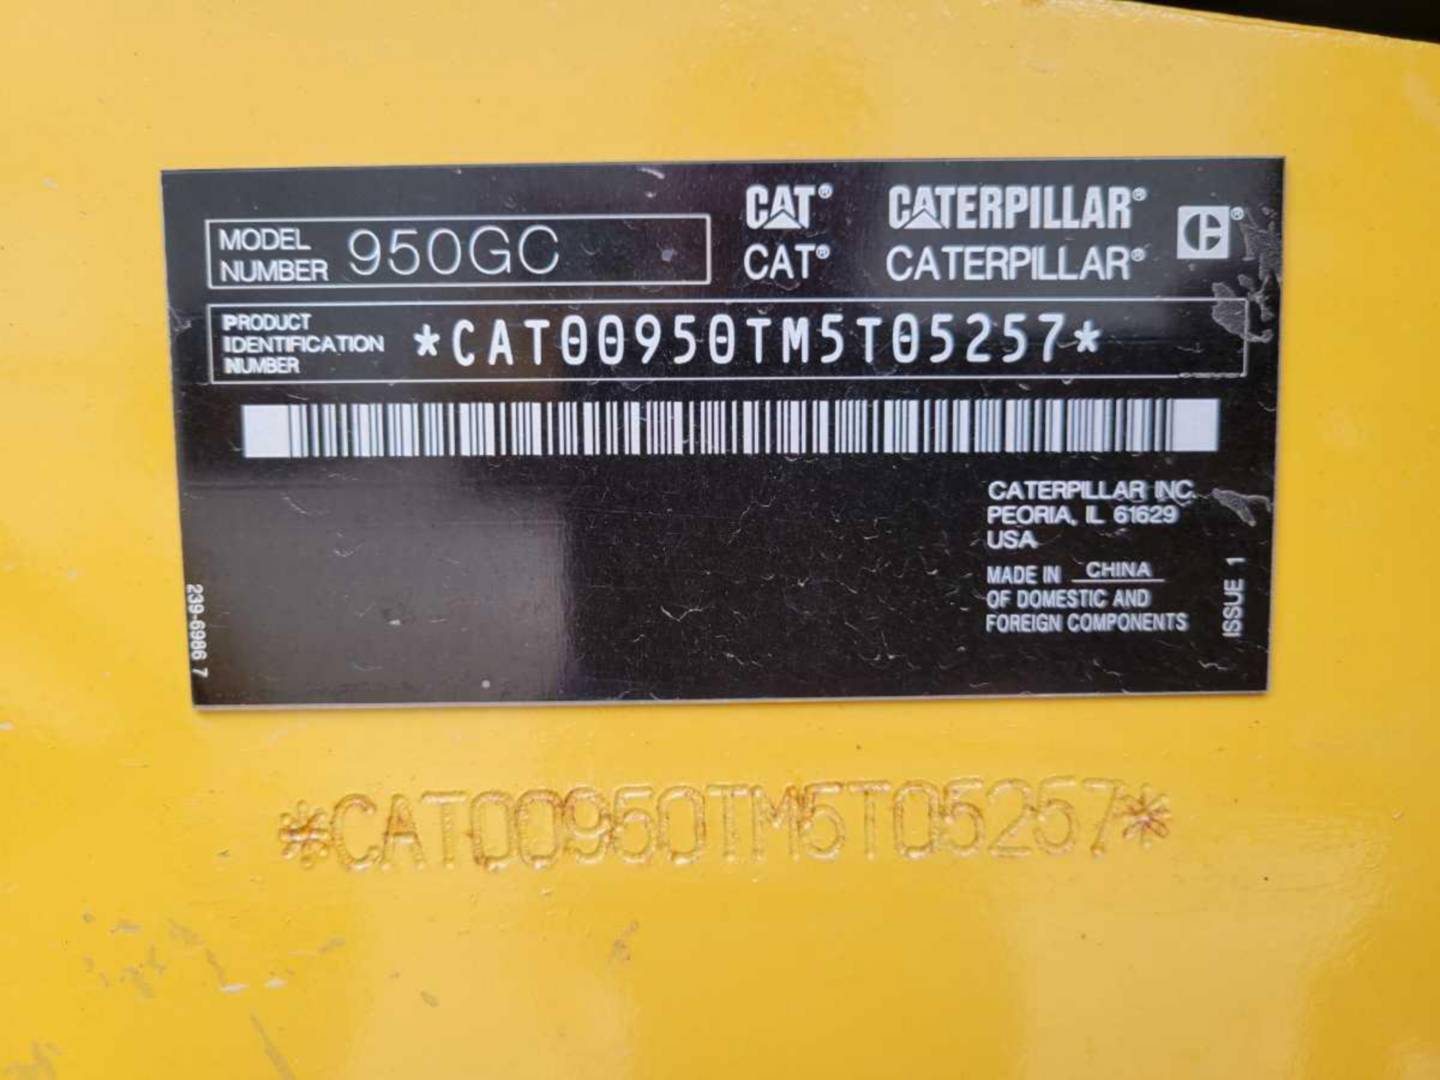 CAT® CATERPILLAR®
MODEL NUMBER 950GC CAT® CATERPILLAR®
PRODUCT IDENTIFICATION NUMBER *CAT00950TM5T05257*
CATERPILLAR INC.
PEORIA, IL 61629
USA
MADE IN CHINA
OF DOMESTIC AND
FOREIGN COMPONENTS
ISSUE 1
239-6986 7
*CAT00950TM5T05257*